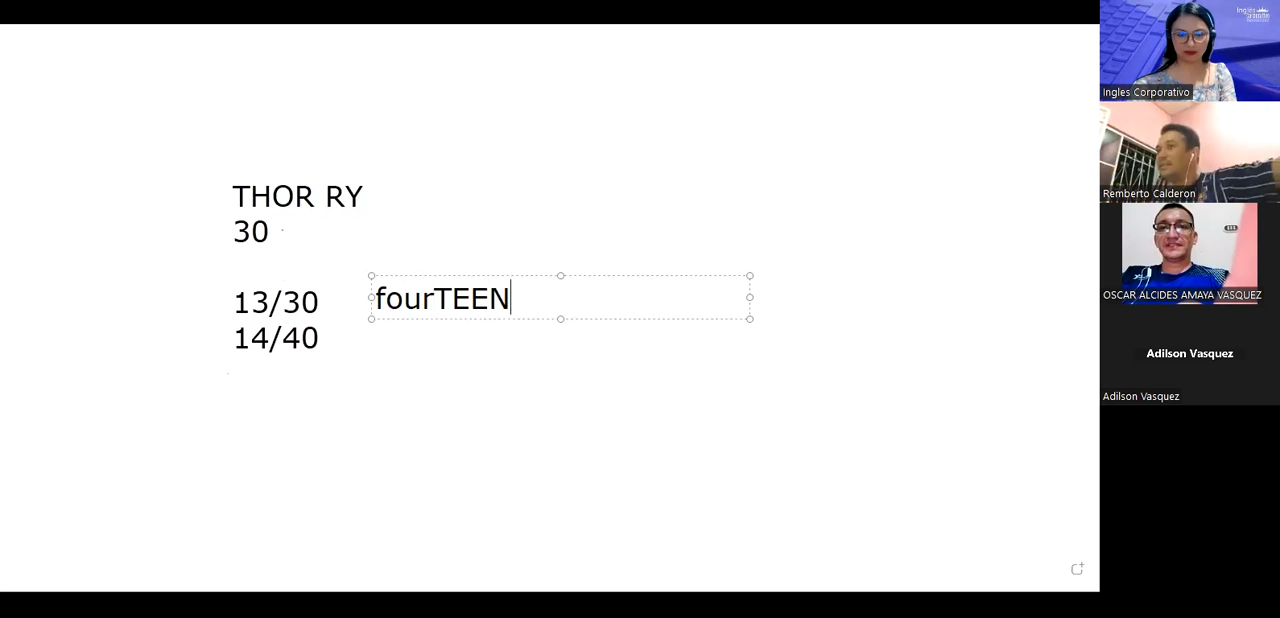 THOR RY
30
13/30
fourTEEN
14/40
Ingles Corporativo
Remberto Calderon
OSCAR ALCIDES AMAYA VASQUEZ
Adilson Vasquez
Adilson Vasquez